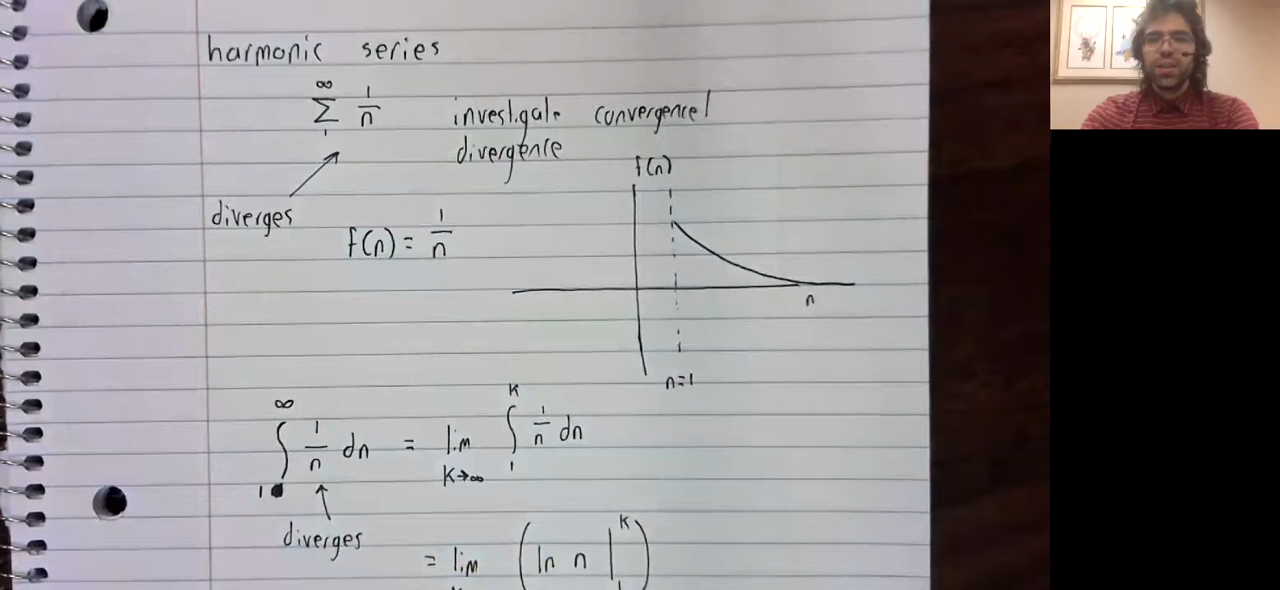 harmonic series
∞
∑ 1/n investigate convergence/
1
divergence
f(n)
diverges
f(n) = 1/n
n
n=1
∞ K
∫ 1/n dn = lim ∫ 1/n dn
1 K→∞ 1
diverges
= lim ( ln n |^K )